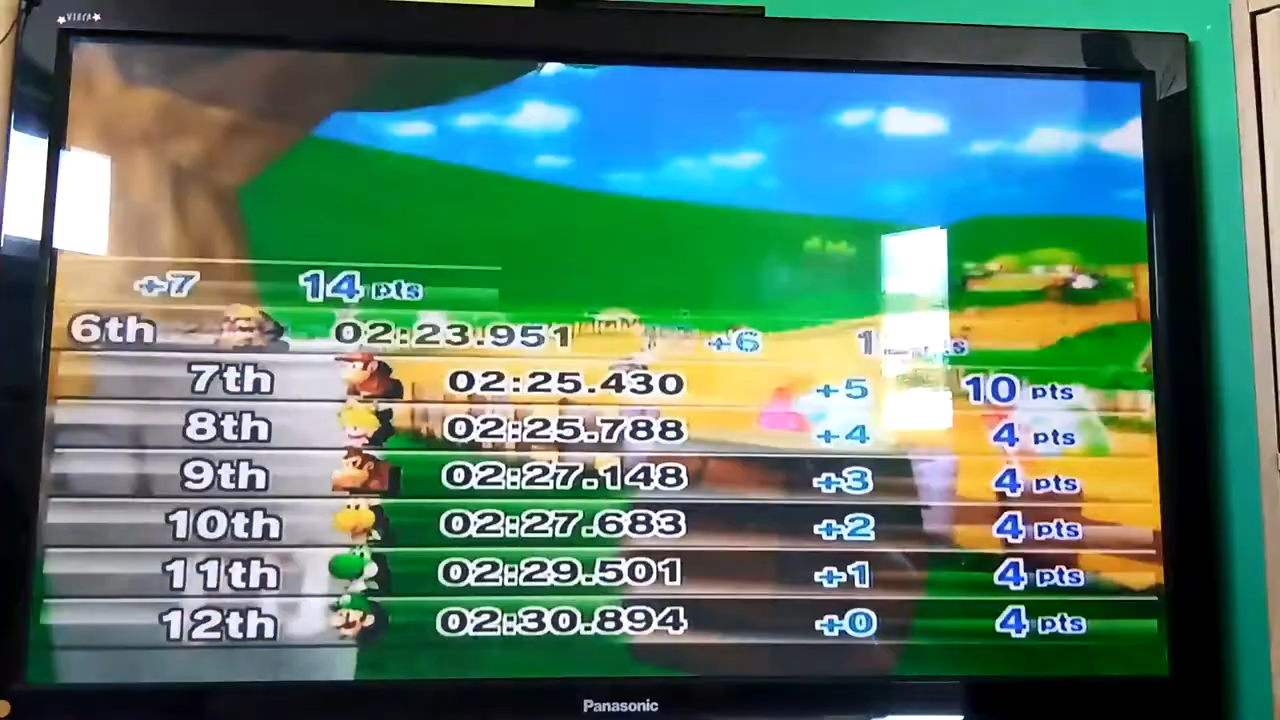 VIERA
+7 14 pts
6th 02:23.951 +6
7th 02:25.430 +5 10 pts
8th 02:25.788 +4 4 pts
9th 02:27.148 +3 4 pts
10th 02:27.683 +2 4 pts
11th 02:29.501 +1 4 pts
12th 02:30.894 +0 4 pts
Panasonic